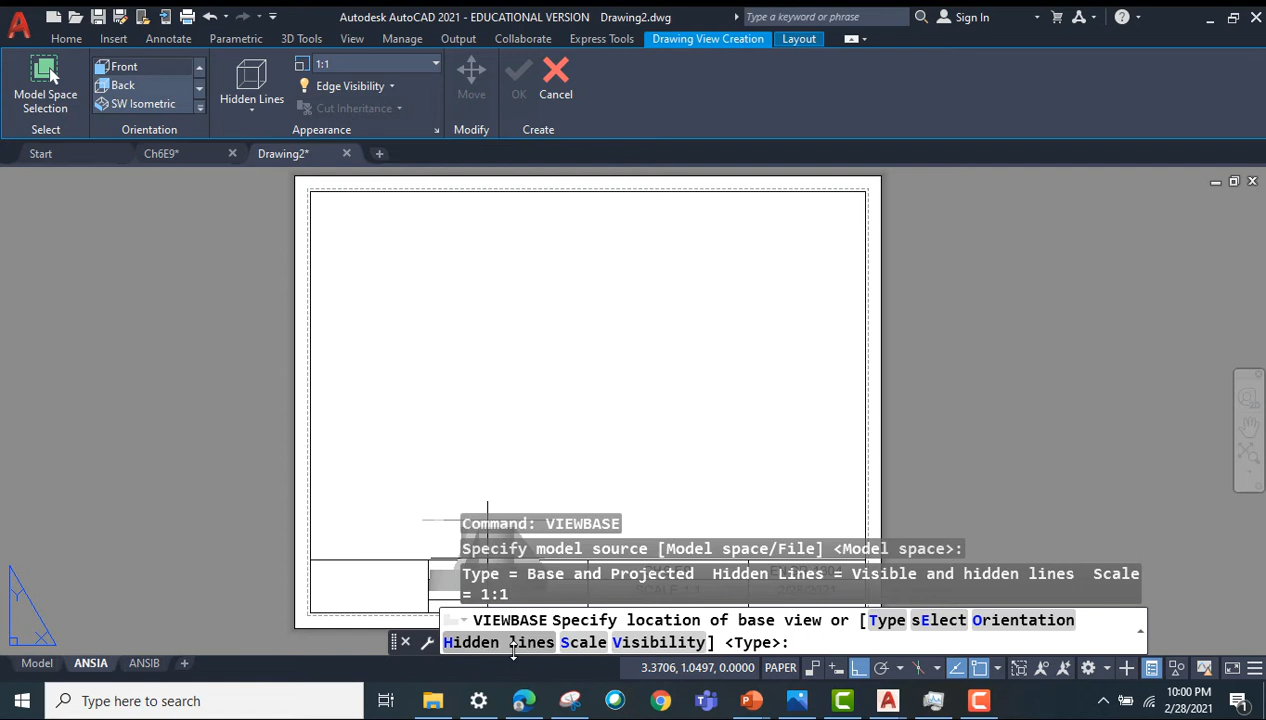 Autodesk AutoCAD 2021 - EDUCATIONAL VERSION Drawing2.dwg
Type a keyword or phrase
Sign In
Home Insert Annotate Parametric 3D Tools View Manage Output Collaborate Express Tools Drawing View Creation Layout
Model Space
Selection
Select
Front
Back
SW Isometric
Orientation
Hidden Lines
1:1
Edge Visibility
Cut Inheritance
Appearance
Move
Modify
OK
Cancel
Create
Start Ch6E9* Drawing2*
Command: VIEWBASE
Specify model source [Model space/File] <Model space>:
Type = Base and Projected Hidden Lines = Visible and hidden lines Scale
= 1:1
VIEWBASE Specify location of base view or [Type sElect Orientation
Hidden lines Scale Visibility] <Type>:
Y
X
Model ANSIA ANSIB
3.3706, 1.0497, 0.0000 PAPER
Type here to search
10:00 PM
2/28/2021
1